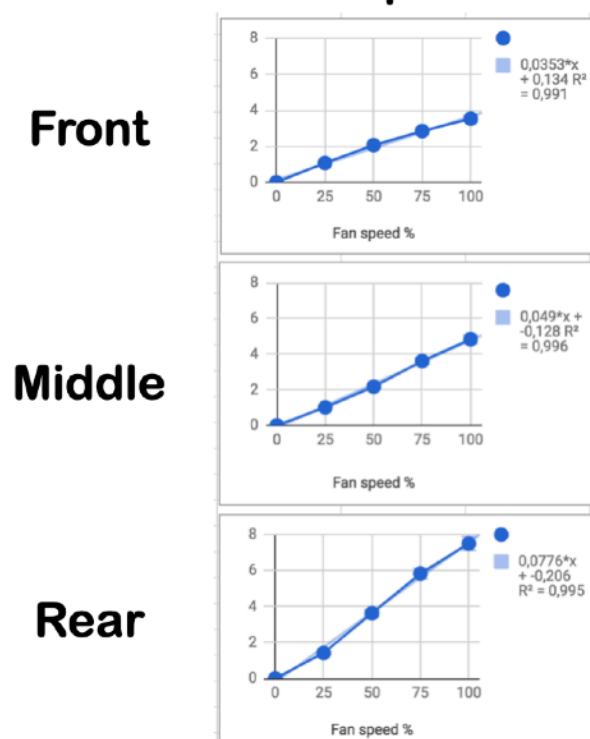 Front
8
6
4
2
0
0 25 50 75 100
Fan speed %
0,0353*x
+ 0,134 R²
= 0,991
Middle
8
6
4
2
0
0 25 50 75 100
Fan speed %
0,049*x +
-0,128 R²
= 0,996
Rear
8
6
4
2
0
0 25 50 75 100
Fan speed %
0,0776*x
+ -0,206
R² = 0,995